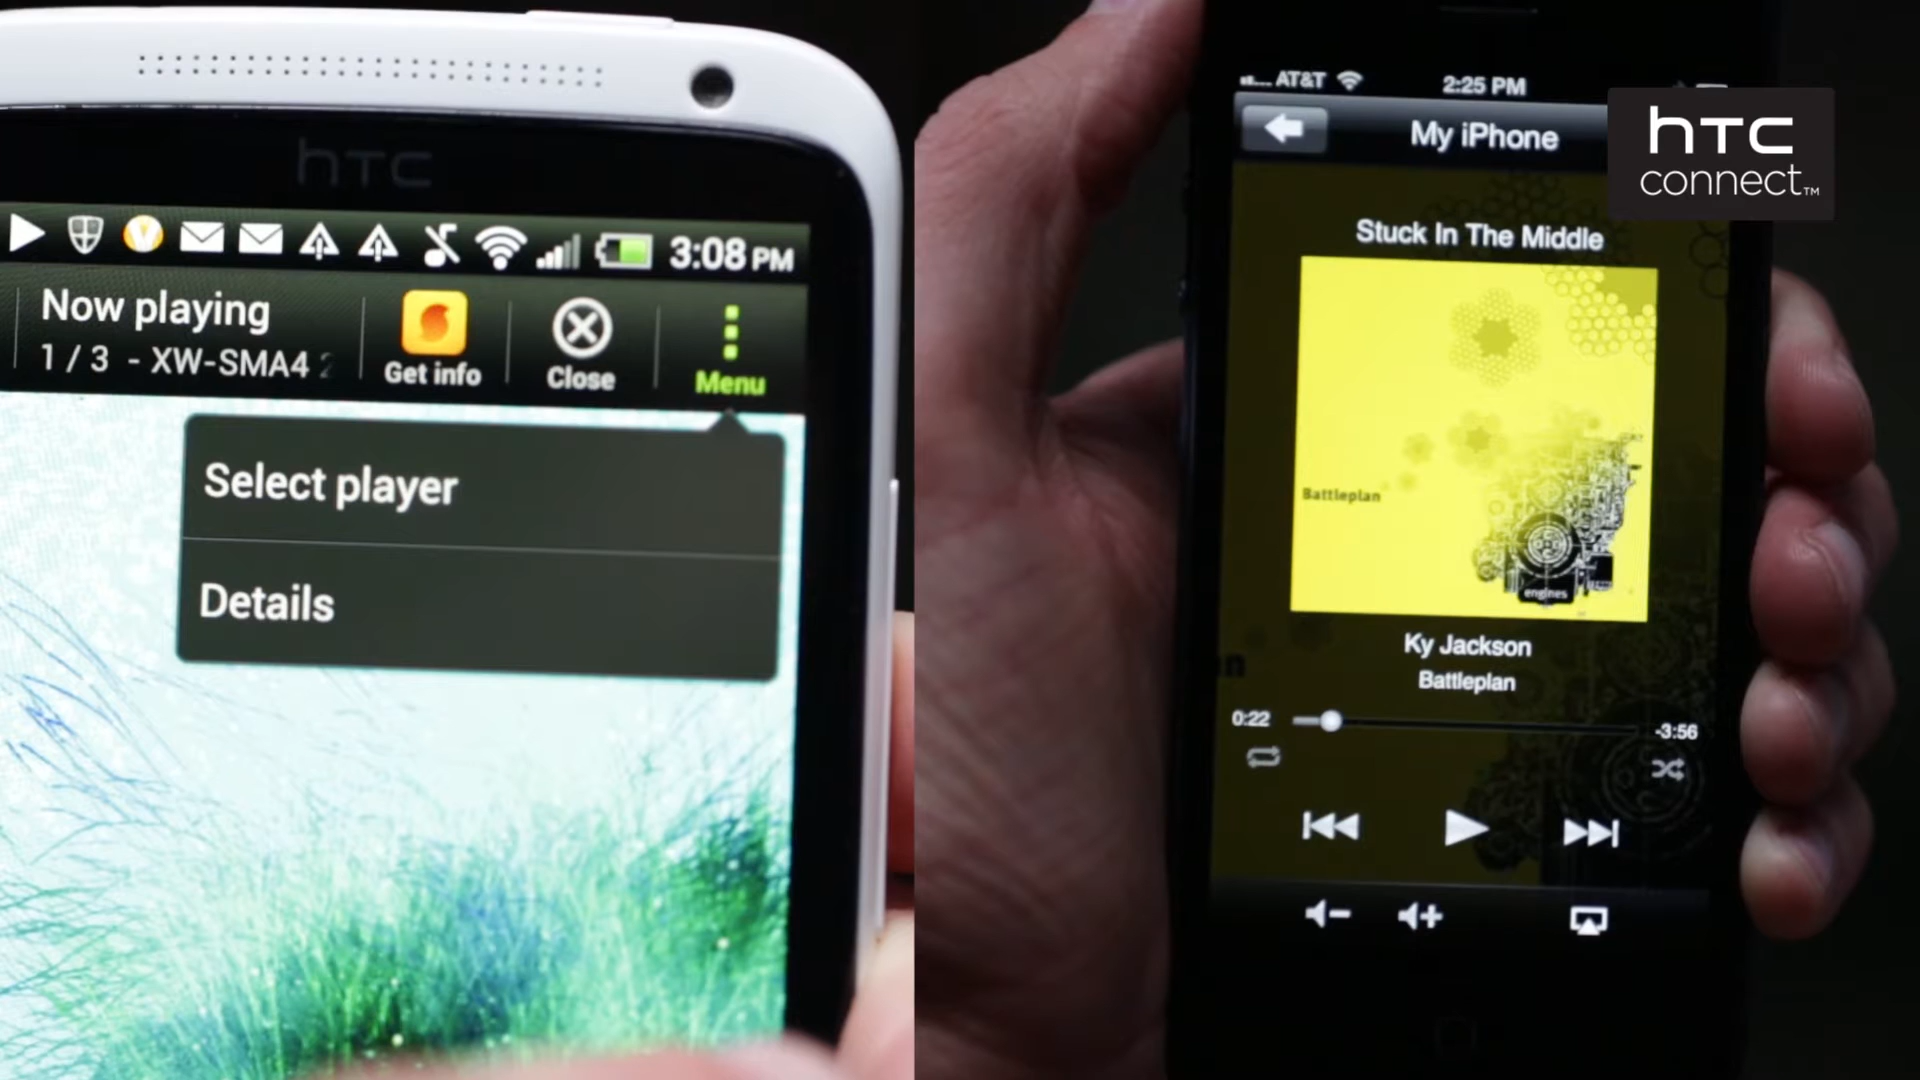 hTC
3:08 PM
Now playing
1 / 3 - XW-SMA4
Get info
Close
Menu
Select player
Details
AT&T
2:25 PM
My iPhone
hTC
connect™
Stuck In The Middle
Battleplan
engines
Ky Jackson
Battleplan
0:22
-3:56